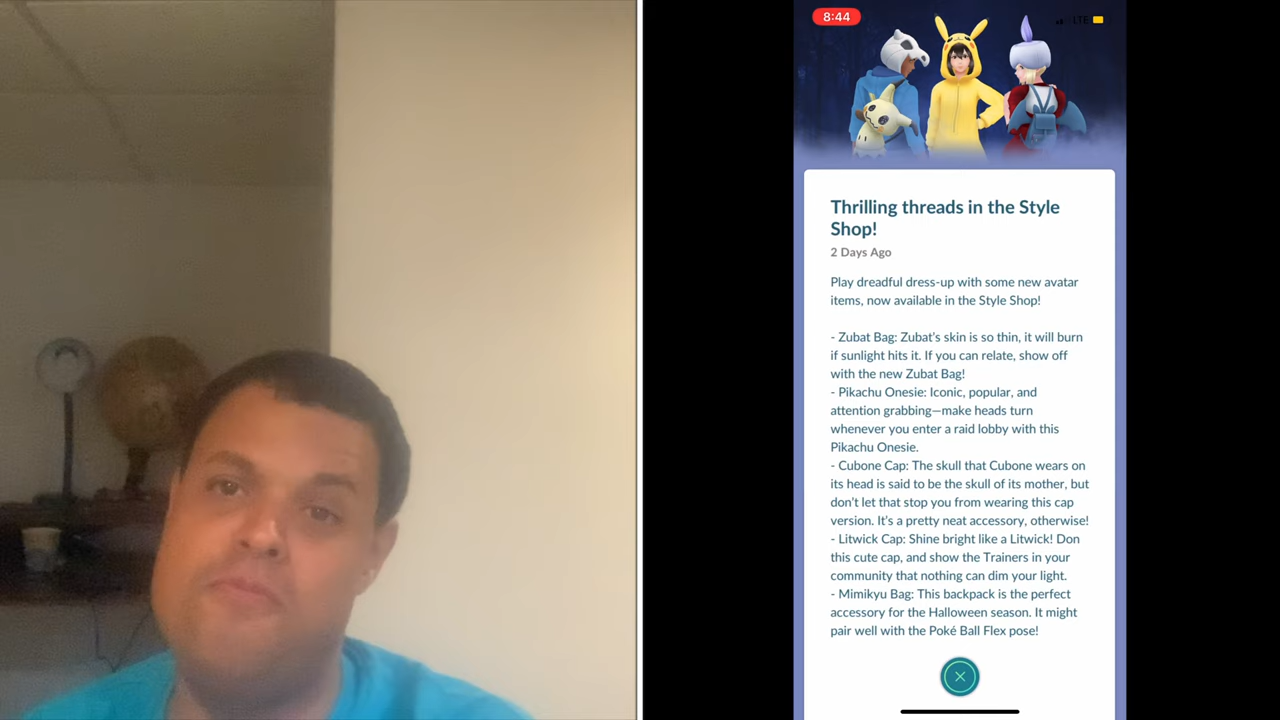 8:44
LTE
Thrilling threads in the Style
Shop!
2 Days Ago
Play dreadful dress-up with some new avatar
items, now available in the Style Shop!
- Zubat Bag: Zubat's skin is so thin, it will burn
if sunlight hits it. If you can relate, show off
with the new Zubat Bag!
- Pikachu Onesie: Iconic, popular, and
attention grabbing—make heads turn
whenever you enter a raid lobby with this
Pikachu Onesie.
- Cubone Cap: The skull that Cubone wears on
its head is said to be the skull of its mother, but
don't let that stop you from wearing this cap
version. It's a pretty neat accessory, otherwise!
- Litwick Cap: Shine bright like a Litwick! Don
this cute cap, and show the Trainers in your
community that nothing can dim your light.
- Mimikyu Bag: This backpack is the perfect
accessory for the Halloween season. It might
pair well with the Poké Ball Flex pose!